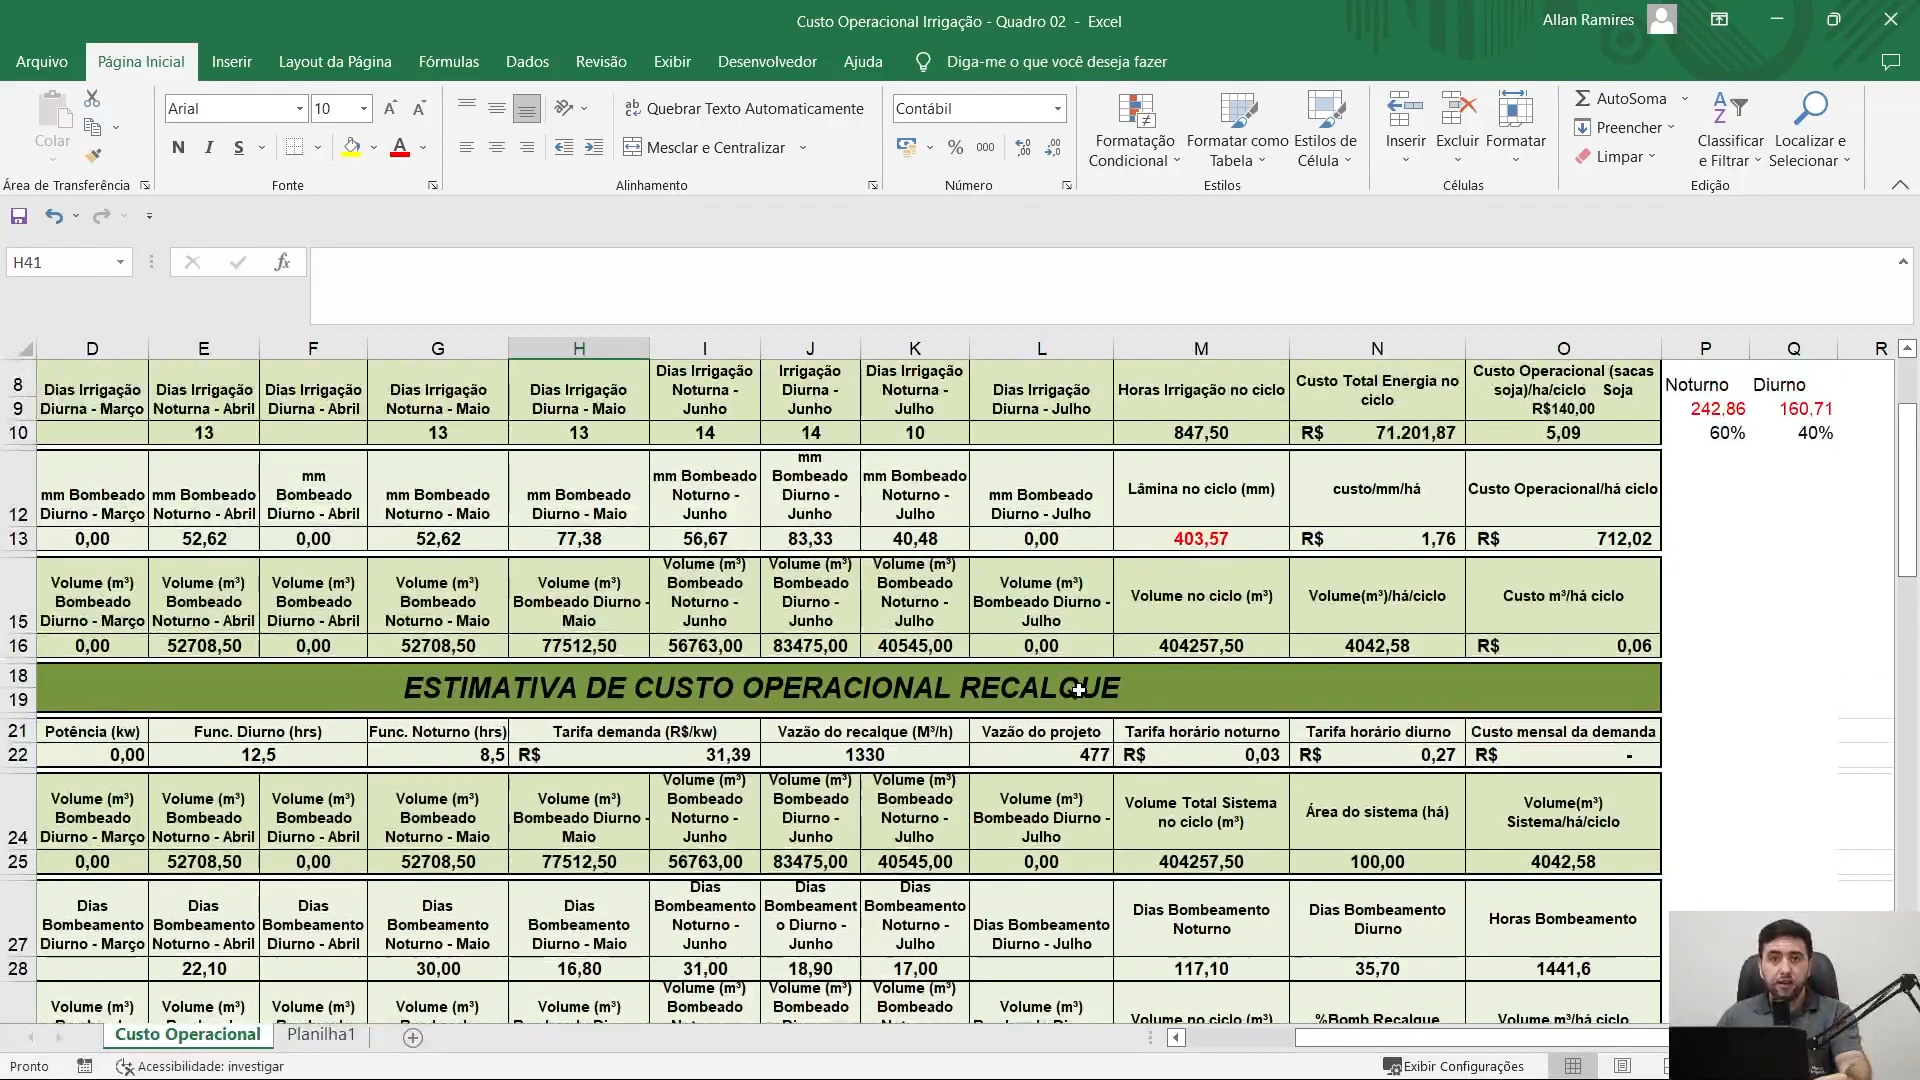 Custo Operacional Irrigação - Quadro 02 - Excel
Allan Ramires
Arquivo Página Inicial Inserir Layout da Página Fórmulas Dados Revisão Exibir Desenvolvedor Ajuda Diga-me o que você deseja fazer
Colar
Arial 10
N I S
Quebrar Texto Automaticamente
Mesclar e Centralizar
Contábil
% 000
Formatação Condicional
Formatar como Tabela
Estilos de Célula
Inserir Excluir Formatar
AutoSoma
Preencher
Limpar
Classificar e Filtrar
Localizar e Selecionar
Área de Transferência Fonte Alinhamento Número Estilos Células Edição
H41 fx
D E F G H I J K L M N O P Q R
8 9 Dias Irrigação Diurna - Março Dias Irrigação Noturna - Abril Dias Irrigação Diurna - Abril Dias Irrigação Noturna - Maio Dias Irrigação Diurna - Maio Dias Irrigação Noturna - Junho Irrigação Diurna - Junho Dias Irrigação Noturna - Julho Dias Irrigação Diurna - Julho Horas Irrigação no ciclo Custo Total Energia no ciclo Custo Operacional (sacas soja)/ha/ciclo Soja R$140,00 Noturno Diurno
242,86 160,71
10 13 13 13 14 14 10 847,50 R$ 71.201,87 5,09 60% 40%
12 mm Bombeado Diurno - Março mm Bombeado Noturno - Abril mm Bombeado Diurno - Abril mm Bombeado Noturno - Maio mm Bombeado Diurno - Maio mm Bombeado Noturno - Junho mm Bombeado Diurno - Junho mm Bombeado Noturno - Julho mm Bombeado Diurno - Julho Lâmina no ciclo (mm) custo/mm/há Custo Operacional/há ciclo
13 0,00 52,62 0,00 52,62 77,38 56,67 83,33 40,48 0,00 403,57 R$ 1,76 R$ 712,02
15 Volume (m³) Bombeado Diurno - Março Volume (m³) Bombeado Noturno - Abril Volume (m³) Bombeado Diurno - Abril Volume (m³) Bombeado Noturno - Maio Volume (m³) Bombeado Diurno - Maio Volume (m³) Bombeado Noturno - Junho Volume (m³) Bombeado Diurno - Junho Volume (m³) Bombeado Noturno - Julho Volume (m³) Bombeado Diurno - Julho Volume no ciclo (m³) Volume(m³)/há/ciclo Custo m³/há ciclo
16 0,00 52708,50 0,00 52708,50 77512,50 56763,00 83475,00 40545,00 0,00 404257,50 4042,58 R$ 0,06
18 19 ESTIMATIVA DE CUSTO OPERACIONAL RECALQUE
21 Potência (kw) Func. Diurno (hrs) Func. Noturno (hrs) Tarifa demanda (R$/kw) Vazão do recalque (M³/h) Vazão do projeto Tarifa horário noturno Tarifa horário diurno Custo mensal da demanda
22 0,00 12,5 8,5 R$ 31,39 1330 477 R$ 0,03 R$ 0,27 R$ -
24 Volume (m³) Bombeado Diurno - Março Volume (m³) Bombeado Noturno - Abril Volume (m³) Bombeado Diurno - Abril Volume (m³) Bombeado Noturno - Maio Volume (m³) Bombeado Diurno - Maio Volume (m³) Bombeado Noturno - Junho Volume (m³) Bombeado Diurno - Junho Volume (m³) Bombeado Noturno - Julho Volume (m³) Bombeado Diurno - Julho Volume Total Sistema no ciclo (m³) Área do sistema (há) Volume(m³) Sistema/há/ciclo
25 0,00 52708,50 0,00 52708,50 77512,50 56763,00 83475,00 40545,00 0,00 404257,50 100,00 4042,58
27 Dias Bombeamento Diurno - Março Dias Bombeamento Noturno - Abril Dias Bombeamento Diurno - Abril Dias Bombeamento Noturno - Maio Dias Bombeamento Diurno - Maio Dias Bombeamento Noturno - Junho Dias Bombeament o Diurno - Junho Dias Bombeamento Noturno - Julho Dias Bombeamento Diurno - Julho Dias Bombeamento Noturno Dias Bombeamento Diurno Horas Bombeamento
28 22,10 30,00 16,80 31,00 18,90 17,00 117,10 35,70 1441,6
Volume (m³) Volume (m³) Volume (m³) Volume (m³) Volume (m³) Volume (m³) Bombeado Volume (m³) Bombeado Volume (m³) Bombeado Volume (m³) Volume no ciclo (m³) %Bomb Recalque Volume m³/há ciclo
Custo Operacional Planilha1
Pronto Acessibilidade: investigar Exibir Configurações